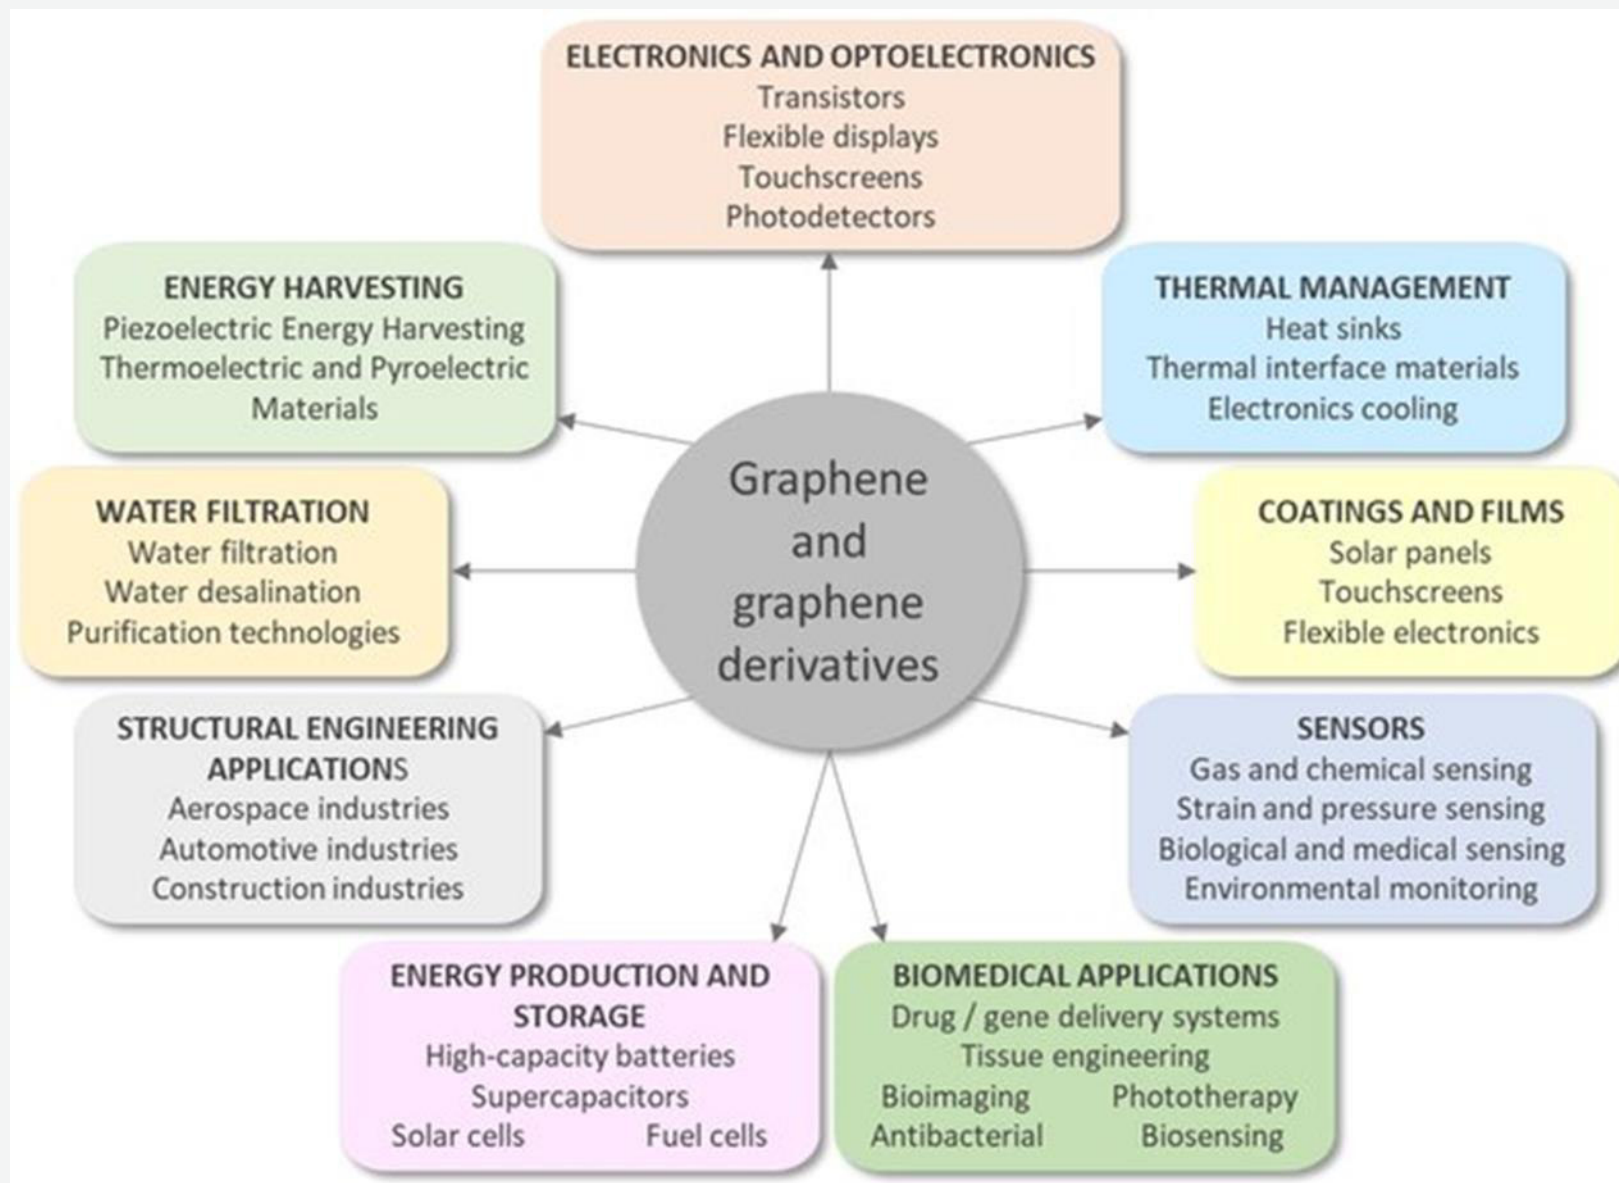 ELECTRONICS AND OPTOELECTRONICS
Transistors
Flexible displays
Touchscreens
Photodetectors
ENERGY HARVESTING
Piezoelectric Energy Harvesting
Thermoelectric and Pyroelectric
Materials
THERMAL MANAGEMENT
Heat sinks
Thermal interface materials
Electronics cooling
Graphene
and
graphene
derivatives
WATER FILTRATION
Water filtration
Water desalination
Purification technologies
COATINGS AND FILMS
Solar panels
Touchscreens
Flexible electronics
STRUCTURAL ENGINEERING
APPLICATIONS
Aerospace industries
Automotive industries
Construction industries
SENSORS
Gas and chemical sensing
Strain and pressure sensing
Biological and medical sensing
Environmental monitoring
ENERGY PRODUCTION AND
STORAGE
High-capacity batteries
Supercapacitors
Solar cells Fuel cells
BIOMEDICAL APPLICATIONS
Drug / gene delivery systems
Tissue engineering
Bioimaging Phototherapy
Antibacterial Biosensing